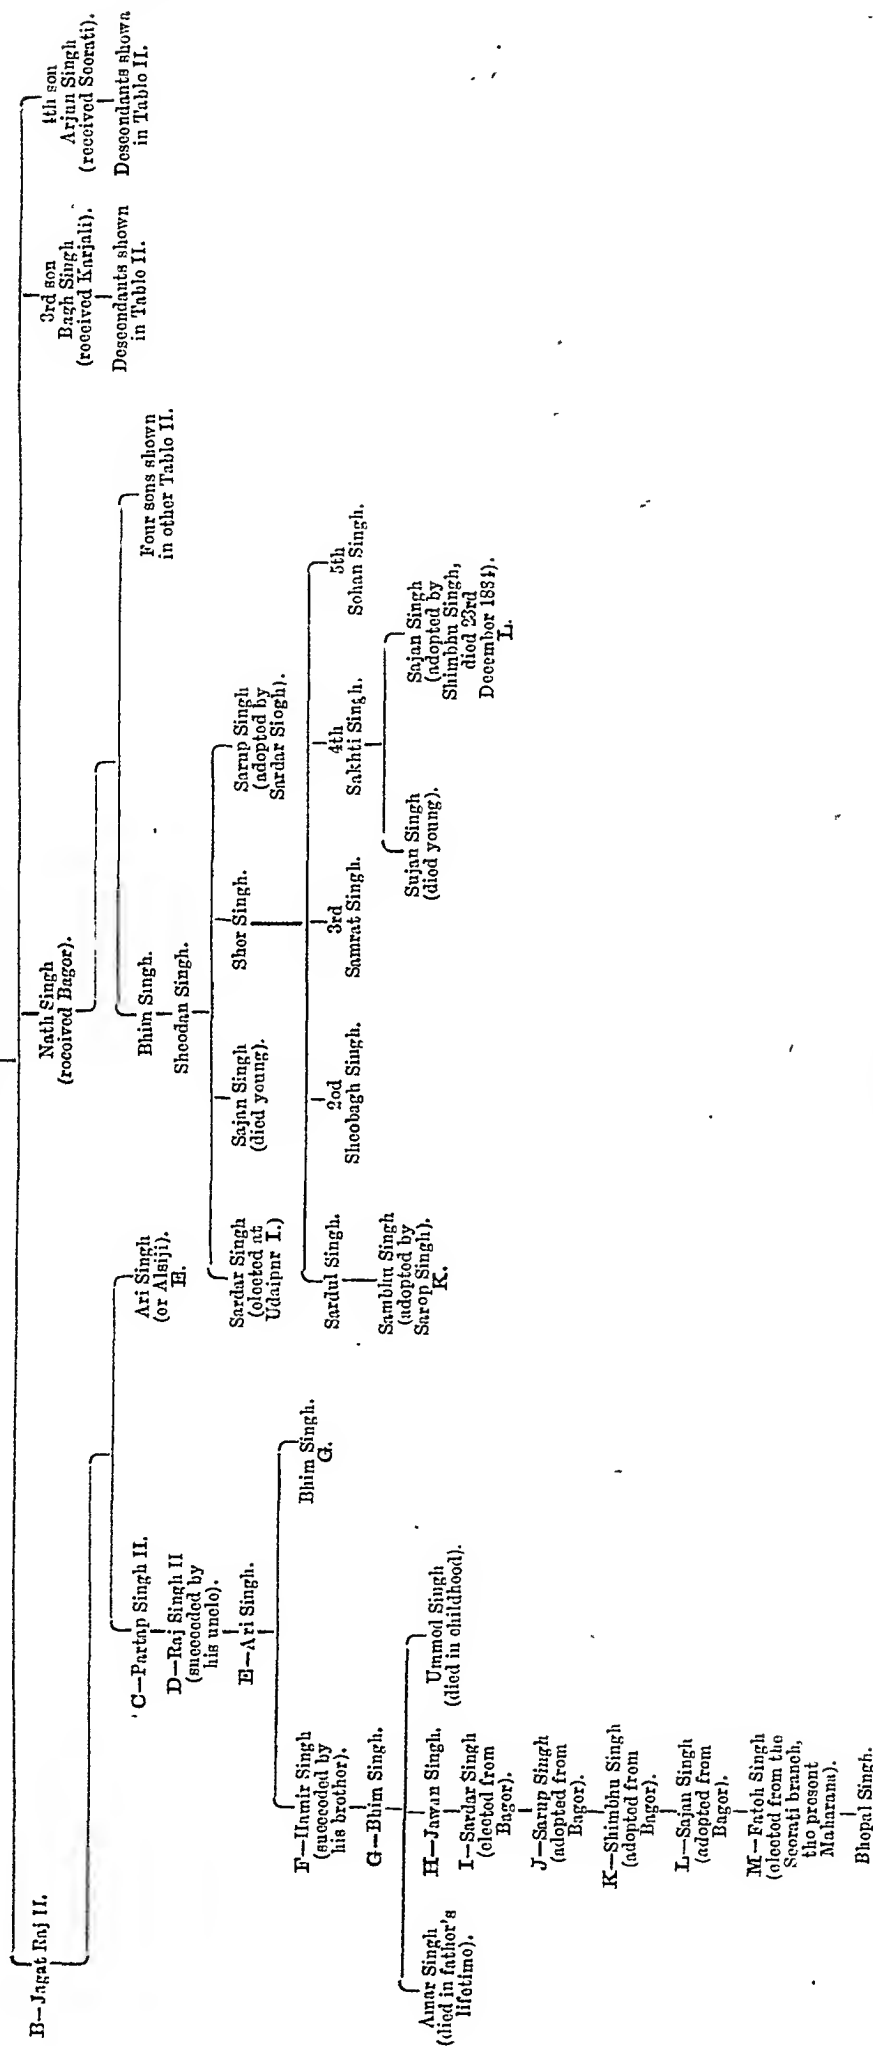 B—Jagat Raj II.
Nath Singh
(received Bagor).
3rd son
Bagh Singh
(received Karjali).
4th son
Arjun Singh
(received Seorati).
Descendants shown
in Table II.
Descendants shown
in Table II.
'C—Partap Singh II.
Ari Singh
(or Alsiji).
E.
Bhim Singh.
Four sons shown
in other Table II.
D—Raj Singh II
(succeeded by
his uncle).
Sheodan Singh.
E—Ari Singh.
Sardar Singh
(elected at
Udaipur I.)
Sajan Singh
(died young).
Sher Singh.
Sarup Singh
(adopted by
Sardar Siogh).
F—Hamir Singh
(succeeded by
his brother).
Bhim Singh.
G.
Sardul Singh.
2nd
Sheobagh Singh.
3rd
Samrat Singh.
4th
Sakhti Singh.
5th
Sohan Singh.
G—Bhim Singh.
Sambhu Singh
(adopted by
Sarop Singh).
K.
Sujan Singh
(died young).
Sajan Singh
(adopted by
Shimbhu Singh,
died 23rd
December 1884).
L.
Amar Singh
(died in father's
lifetime).
H—Jawan Singh.
Ummed Singh
(died in childhood).
I—Sardar Singh
(elected from
Bagor).
J—Sarup Singh
(adopted from
Bagor).
K—Shimbhu Singh
(adopted from
Bagor).
L—Sajan Singh
(adopted from
Bagor).
M—Fateh Singh
(elected from the
Seorati branch,
the present
Maharana).
Bhopal Singh.